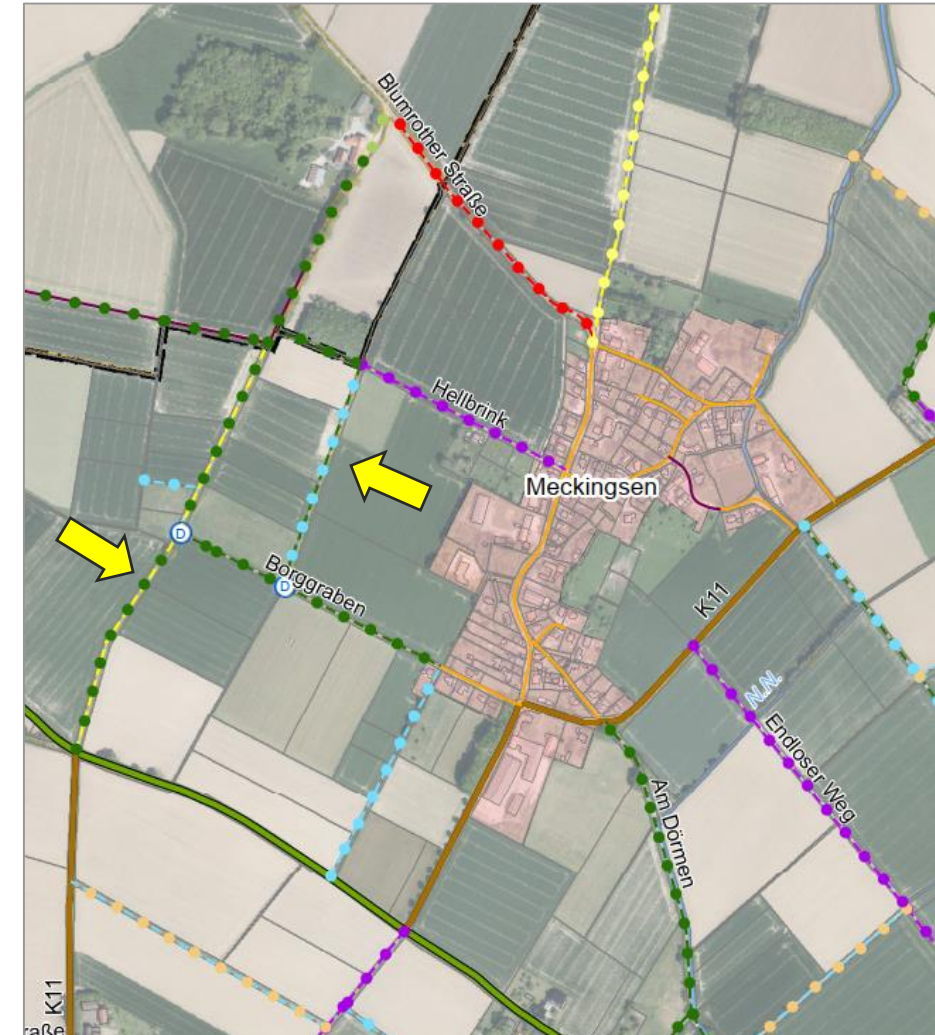 Blumrother Straße
Hellbrink
Meckingsen
D
Borggraben
D
K11
N.N.
Endloser Weg
Am Dörmen
K11
raße